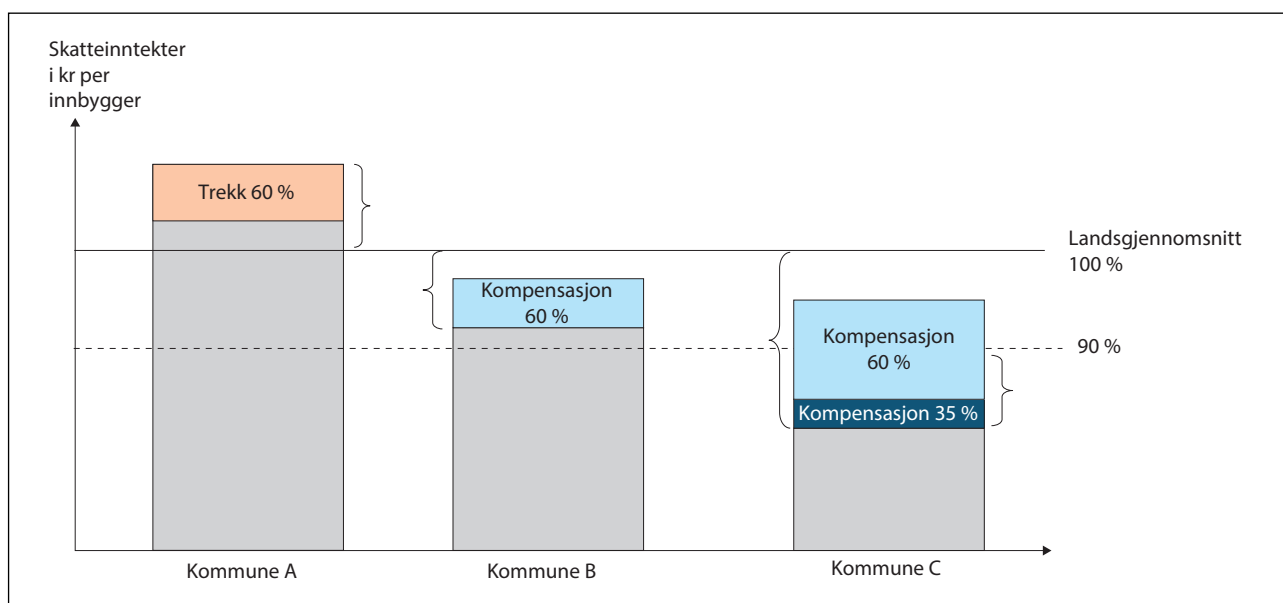 Skatteinntekter
i kr per
innbygger
Trekk 60 %
Landsgjennomsnitt
100 %
Kompensasjon
60 %
90 %
Kompensasjon
60 %
Kompensasjon 35 %
Kommune A
Kommune B
Kommune C